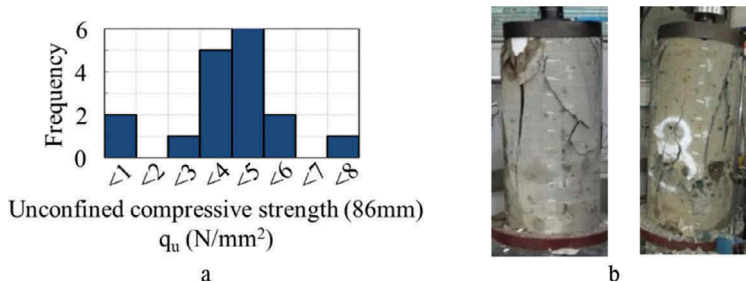 6
4
2
0
Frequency
<1 <2 <3 <4 <5 <6 <7 <8
Unconfined compressive strength (86mm)
qu (N/mm²)
a
b